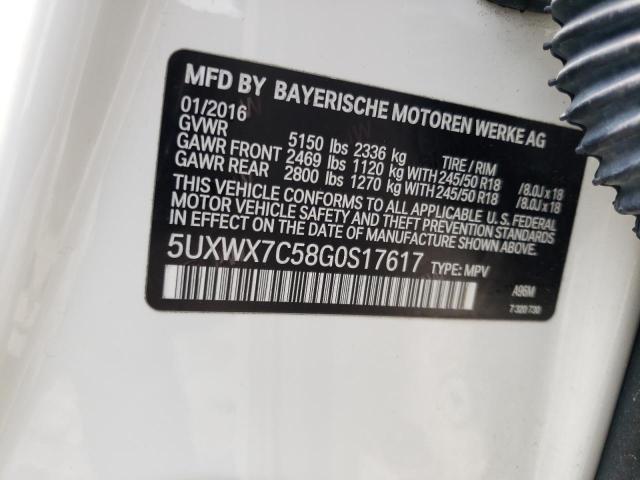 MFD BY BAYERISCHE MOTOREN WERKE AG
01/2016
GVWR 5150 lbs 2336 kg TIRE / RIM
GAWR FRONT 2469 lbs 1120 kg WITH 245/50 R18 /8.0J x 18
GAWR REAR 2800 lbs 1270 kg WITH 245/50 R18 /8.0J x 18
THIS VEHICLE CONFORMS TO ALL APPLICABLE U. S. FEDERAL
MOTOR VEHICLE SAFETY AND THEFT PREVENTION STANDARDS
IN EFFECT ON THE DATE OF MANUFACTURE SHOWN ABOVE.
5UXWX7C58G0S17617 TYPE: MPV
A96M
7 320 730